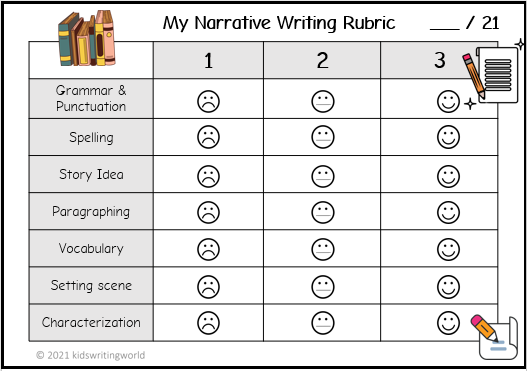 My Narrative Writing Rubric ___ / 21
1 2 3
Grammar &
Punctuation
Spelling
Story Idea
Paragraphing
Vocabulary
Setting scene
Characterization
© 2021 kidswritingworld